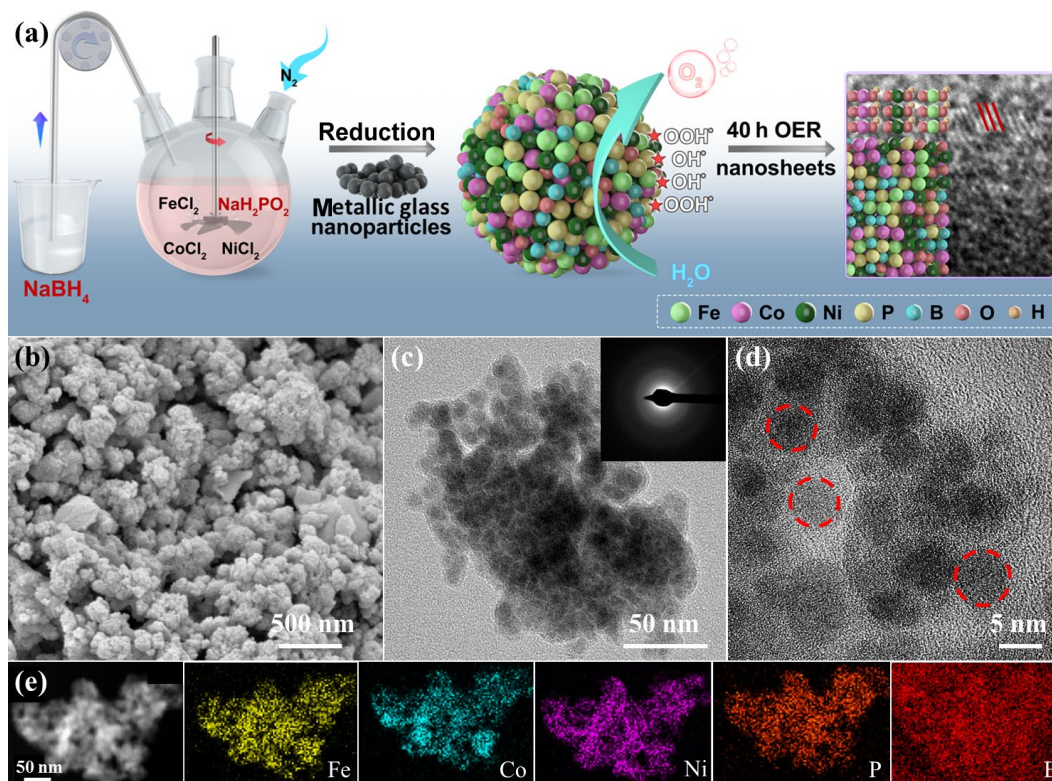 (a)
N₂
Reduction
Metallic glass
nanoparticles
O₂
OOH*
OH*
OH*
OOH*
40 h OER
nanosheets
FeCl₂ NaH₂PO₂
CoCl₂ NiCl₂
NaBH₄
H₂O
Fe Co Ni P B O H
(b)
500 nm
(c)
50 nm
(d)
5 nm
(e)
50 nm
Fe
Co
Ni
P